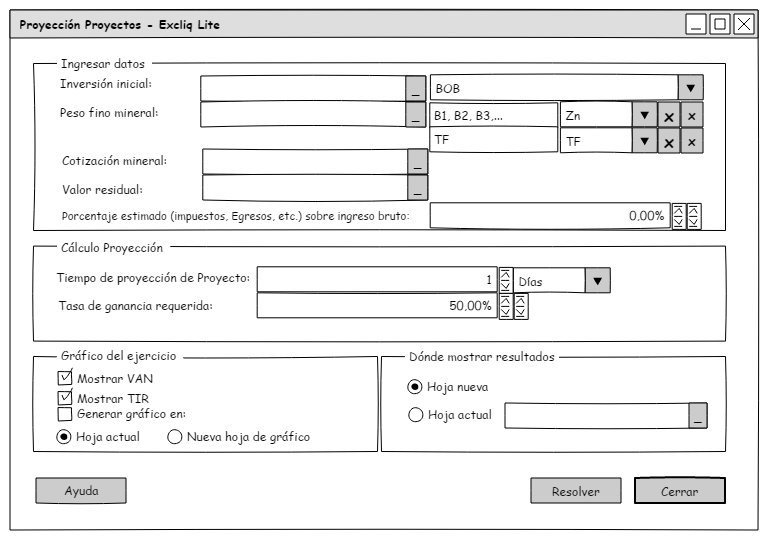 Proyección Proyectos - Excliq Lite
Ingresar datos
Inversión inicial: _ BOB
Peso fino mineral: _ B1, B2, B3,... Zn x x
TF TF x x
Cotización mineral: _
Valor residual: _
Porcentaje estimado (impuestos, Egresos, etc.) sobre ingreso bruto: 0,00%
Cálculo Proyección
Tiempo de proyección de Proyecto: 1 Días
Tasa de ganancia requerida: 50,00%
Gráfico del ejercicio
Mostrar VAN
Mostrar TIR
Generar gráfico en:
Hoja actual Nueva hoja de gráfico
Dónde mostrar resultados
Hoja nueva
Hoja actual _
Ayuda Resolver Cerrar